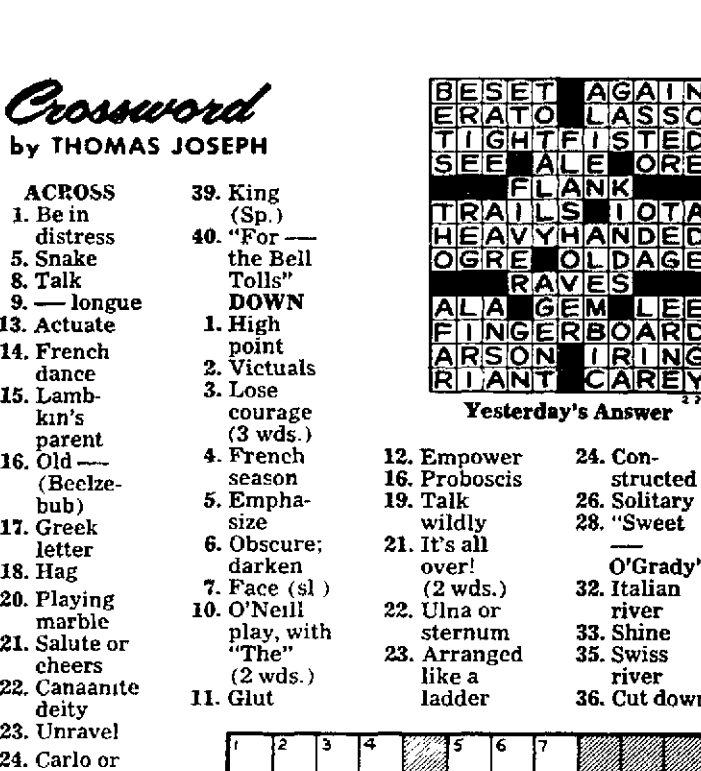 Crossword
by THOMAS JOSEPH
ACROSS
1. Be in
distress
5. Snake
8. Talk
9. — longue
13. Actuate
14. French
dance
15. Lamb-
kin's
parent
16. Old —
(Beelze-
bub)
17. Greek
letter
18. Hag
20. Playing
marble
21. Salute or
cheers
22. Canaanite
deity
23. Unravel
24. Carlo or
39. King
(Sp.)
40. "For —
the Bell
Tolls"
DOWN
1. High
point
2. Victuals
3. Lose
courage
(3 wds.)
4. French
season
5. Empha-
size
6. Obscure;
darken
7. Face (sl )
10. O'Neill
play, with
"The"
(2 wds.)
11. Glut
BESET AGAIN
ERATO LASSO
TIGHTFISTED
SEE ALE ORE
FLANK
TRAILS IOTA
HEAVYHANDED
OGRE OLDAGE
RAVES
ALA GEM LEE
FINGERBOARD
ARSON IRING
RIANT CAREY
Yesterday's Answer
12. Empower
16. Proboscis
19. Talk
wildly
21. It's all
over!
(2 wds.)
22. Ulna or
sternum
23. Arranged
like a
ladder
24. Con-
structed
26. Solitary
28. "Sweet
—
O'Grady"
32. Italian
river
33. Shine
35. Swiss
river
36. Cut down
1 2 3 4 5 6 7